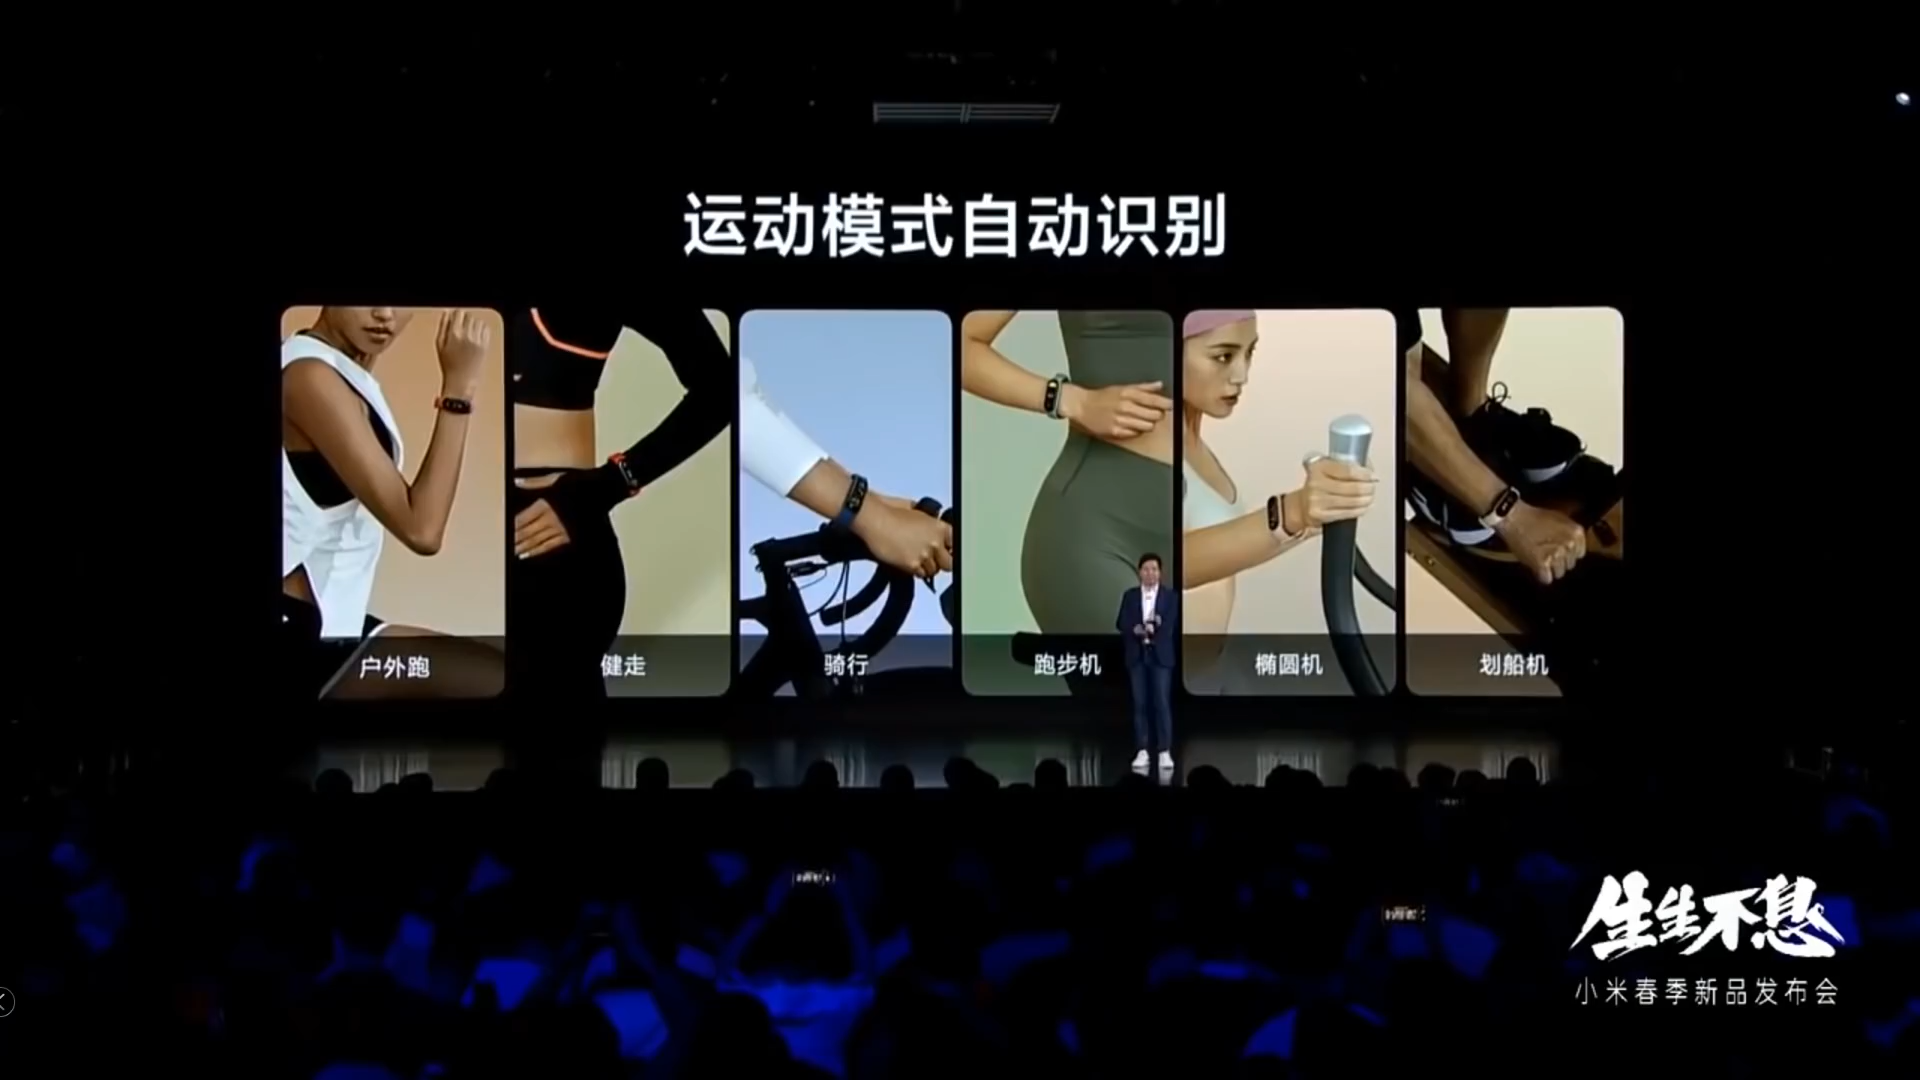 运动模式自动识别
户外跑
健走
骑行
跑步机
椭圆机
划船机
生生不息
小米春季新品发布会